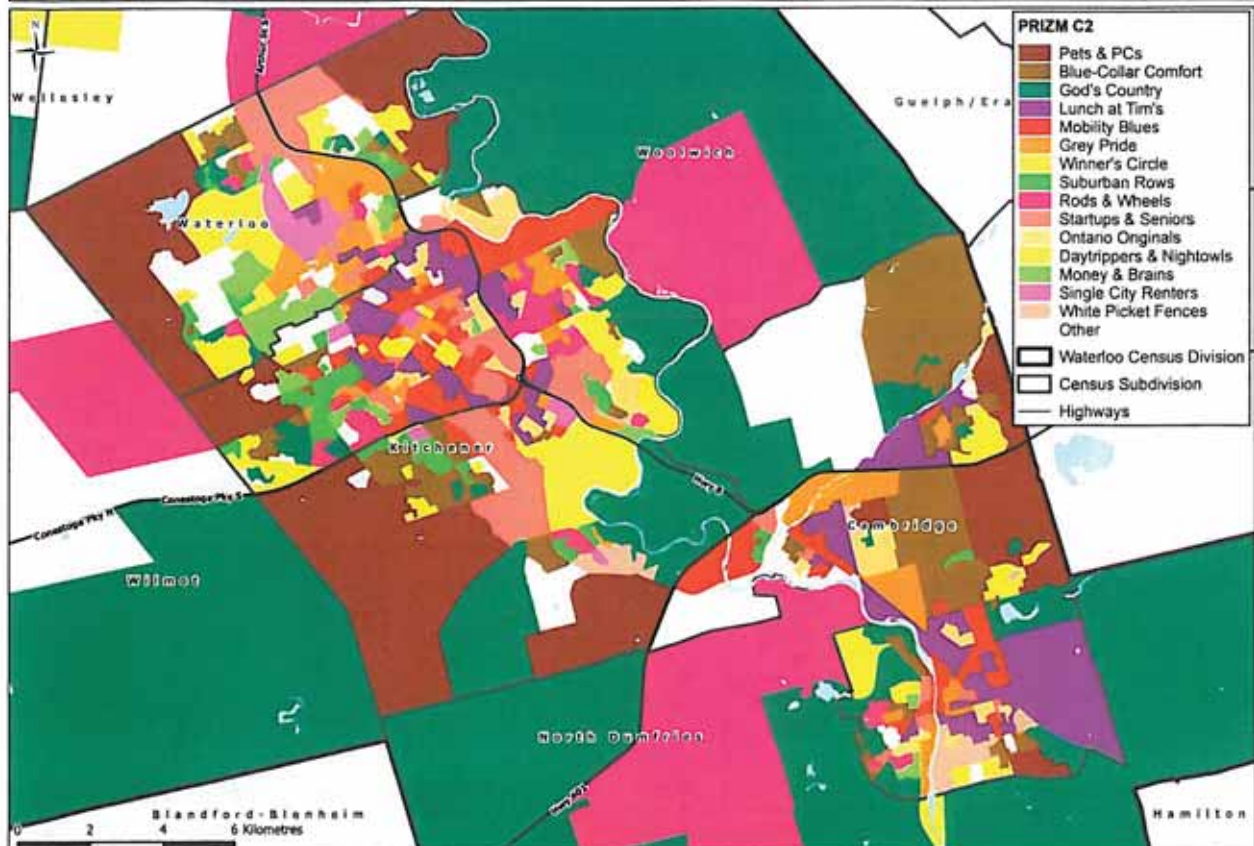 N
Wellesley
Arthur St S
Guelph/Era
Woolwich
Waterloo
Kitchener
Conestoga Pky N
Conestoga Pky S
Hwy 8
Cambridge
Wilmot
North Dumfries
Blandford-Blenheim
Hamilton
0 2 4 6 Kilometres
PRIZM C2
Pets & PCs
Blue-Collar Comfort
God's Country
Lunch at Tim's
Mobility Blues
Grey Pride
Winner's Circle
Suburban Rows
Rods & Wheels
Startups & Seniors
Ontario Originals
Daytrippers & Nightowls
Money & Brains
Single City Renters
White Picket Fences
Other
Waterloo Census Division
Census Subdivision
Highways